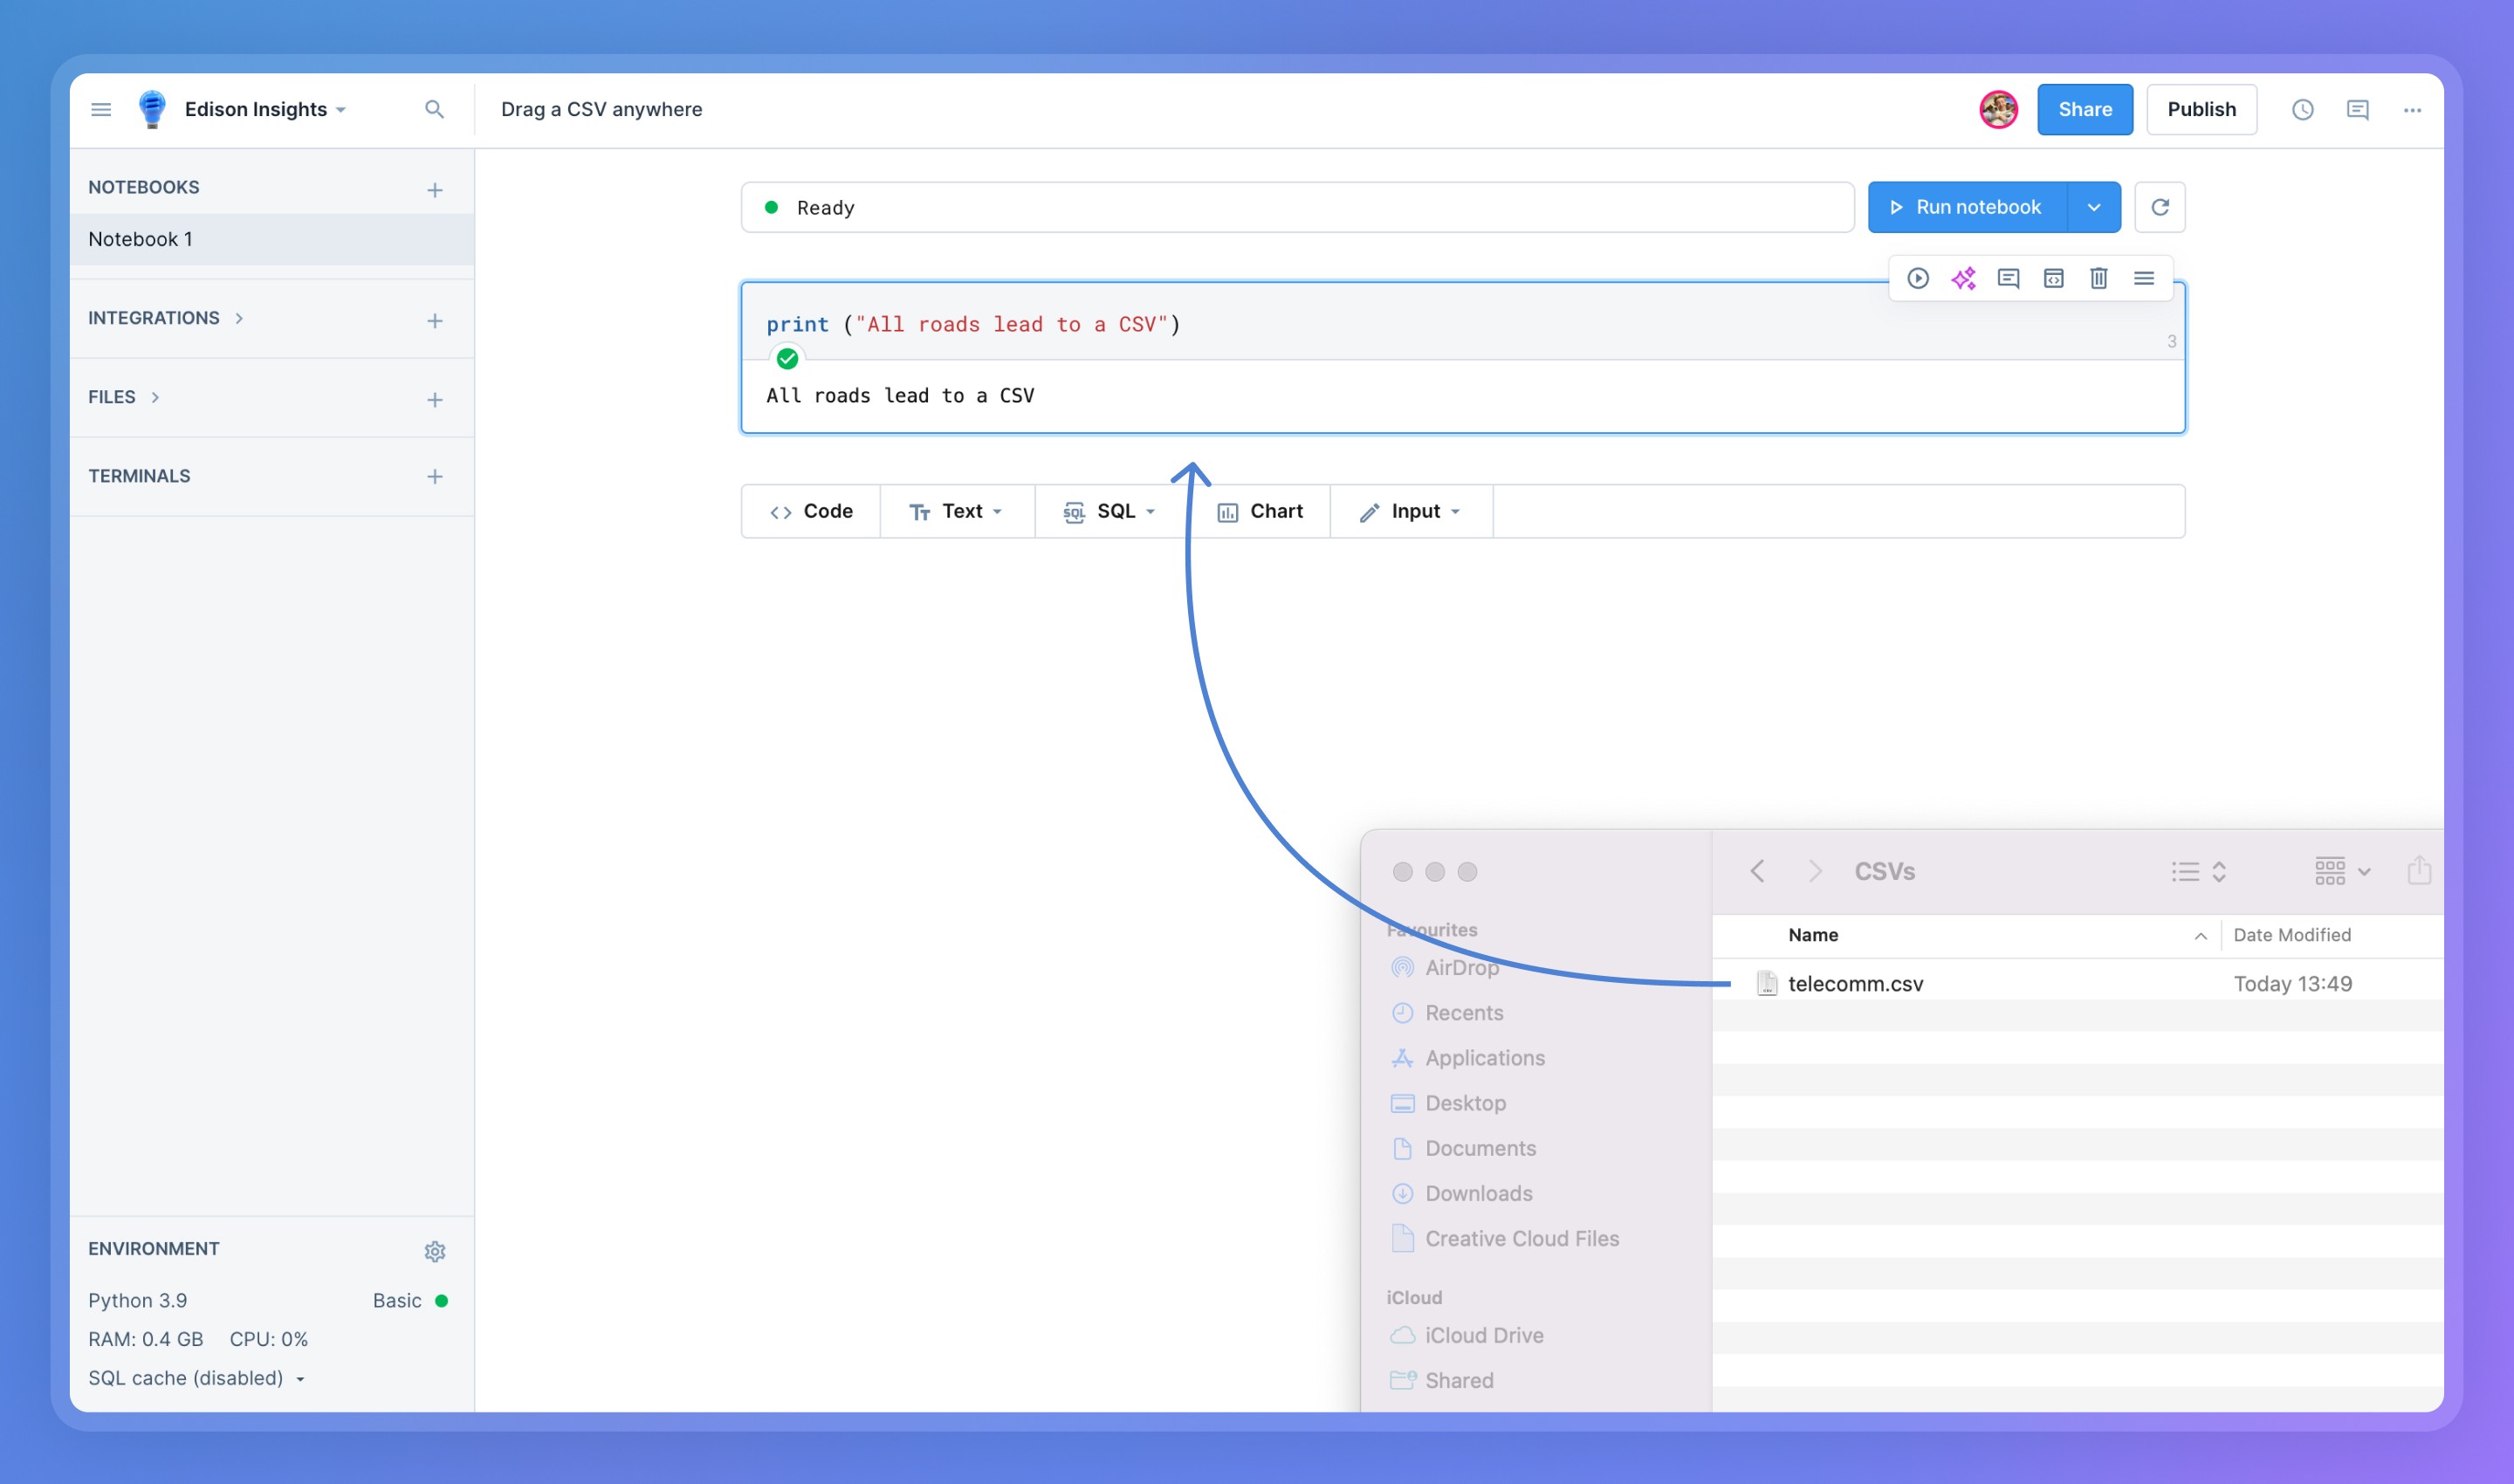 Edison Insights
Drag a CSV anywhere
Share
Publish
NOTEBOOKS
Notebook 1
INTEGRATIONS
FILES
TERMINALS
Ready
Run notebook
print ("All roads lead to a CSV")
3
All roads lead to a CSV
Code
Text
SQL
Chart
Input
CSVs
Favourites
AirDrop
Recents
Applications
Desktop
Documents
Downloads
Creative Cloud Files
iCloud
iCloud Drive
Shared
Name
Date Modified
telecomm.csv
Today 13:49
ENVIRONMENT
Python 3.9
Basic
RAM: 0.4 GB CPU: 0%
SQL cache (disabled)